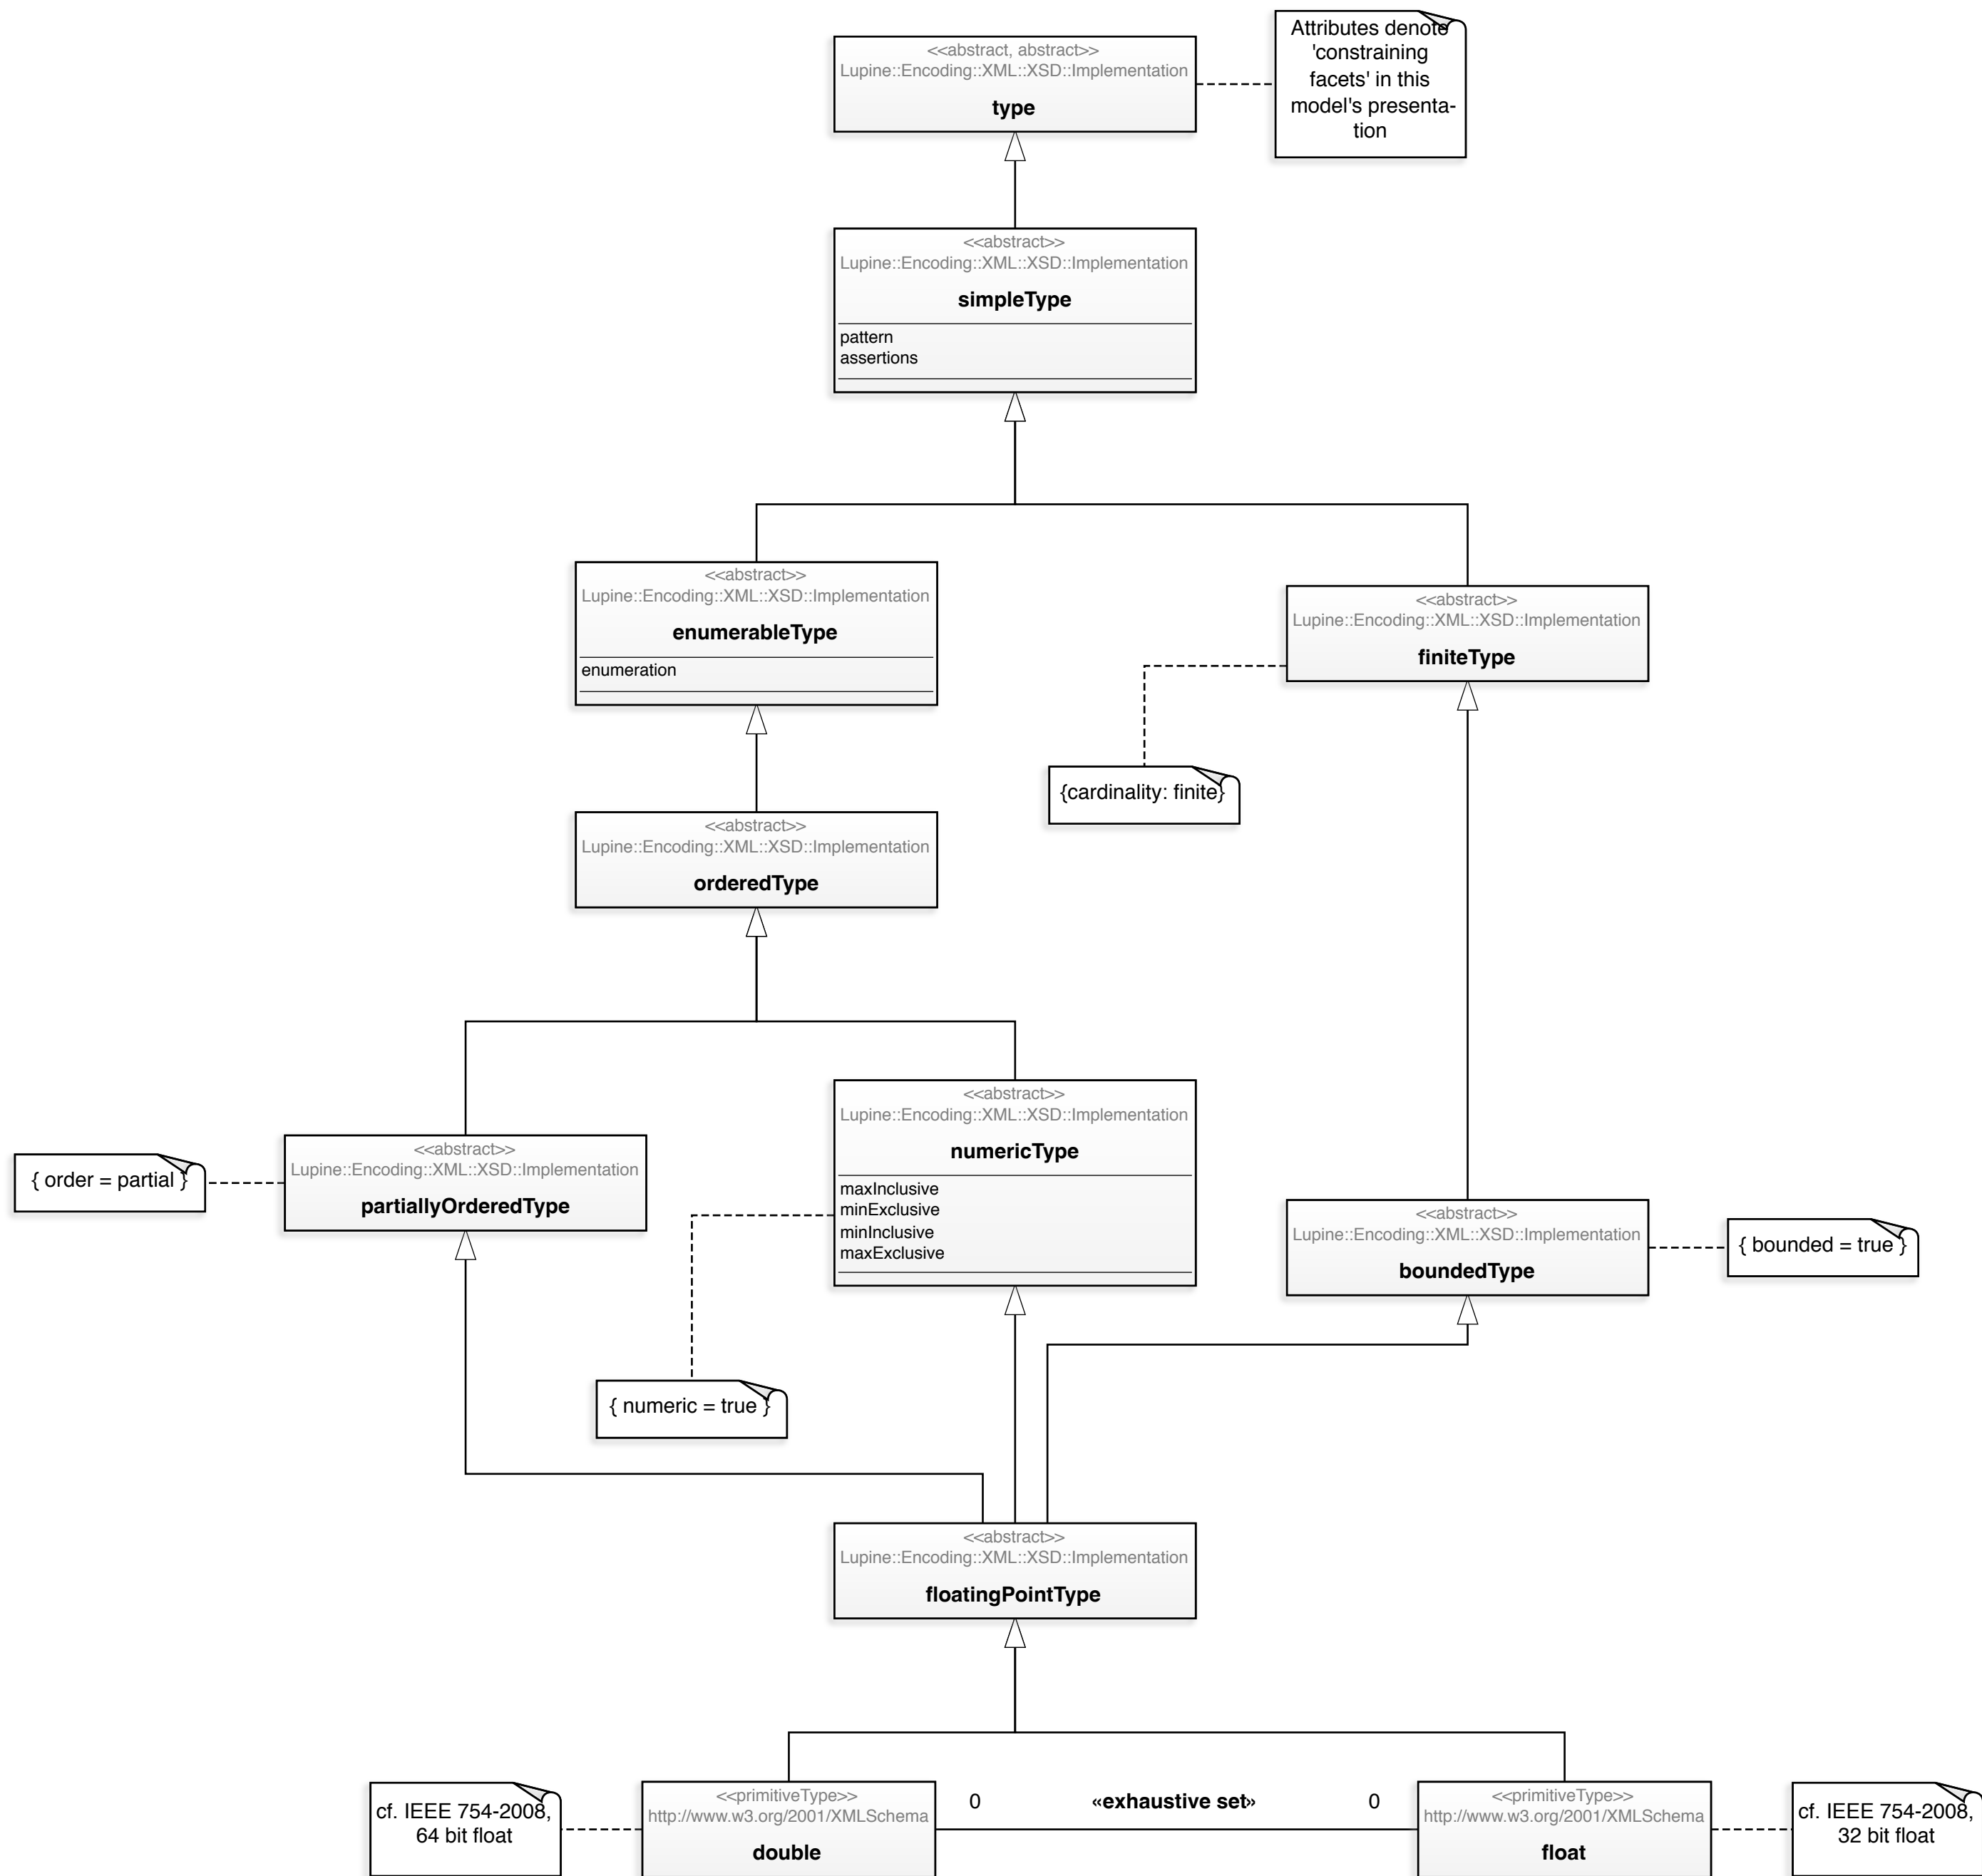 <<abstract, abstract>>
Lupine::Encoding::XML::XSD::Implementation
type
Attributes denote
'constraining
facets' in this
model's presenta-
tion
<<abstract>>
Lupine::Encoding::XML::XSD::Implementation
simpleType
pattern
assertions
<<abstract>>
Lupine::Encoding::XML::XSD::Implementation
enumerableType
enumeration
<<abstract>>
Lupine::Encoding::XML::XSD::Implementation
finiteType
{cardinality: finite}
<<abstract>>
Lupine::Encoding::XML::XSD::Implementation
orderedType
<<abstract>>
Lupine::Encoding::XML::XSD::Implementation
partiallyOrderedType
{ order = partial }
<<abstract>>
Lupine::Encoding::XML::XSD::Implementation
numericType
maxInclusive
minExclusive
minInclusive
maxExclusive
<<abstract>>
Lupine::Encoding::XML::XSD::Implementation
boundedType
{ bounded = true }
{ numeric = true }
<<abstract>>
Lupine::Encoding::XML::XSD::Implementation
floatingPointType
cf. IEEE 754-2008,
64 bit float
<<primitiveType>>
http://www.w3.org/2001/XMLSchema
double
0 «exhaustive set» 0
<<primitiveType>>
http://www.w3.org/2001/XMLSchema
float
cf. IEEE 754-2008,
32 bit float